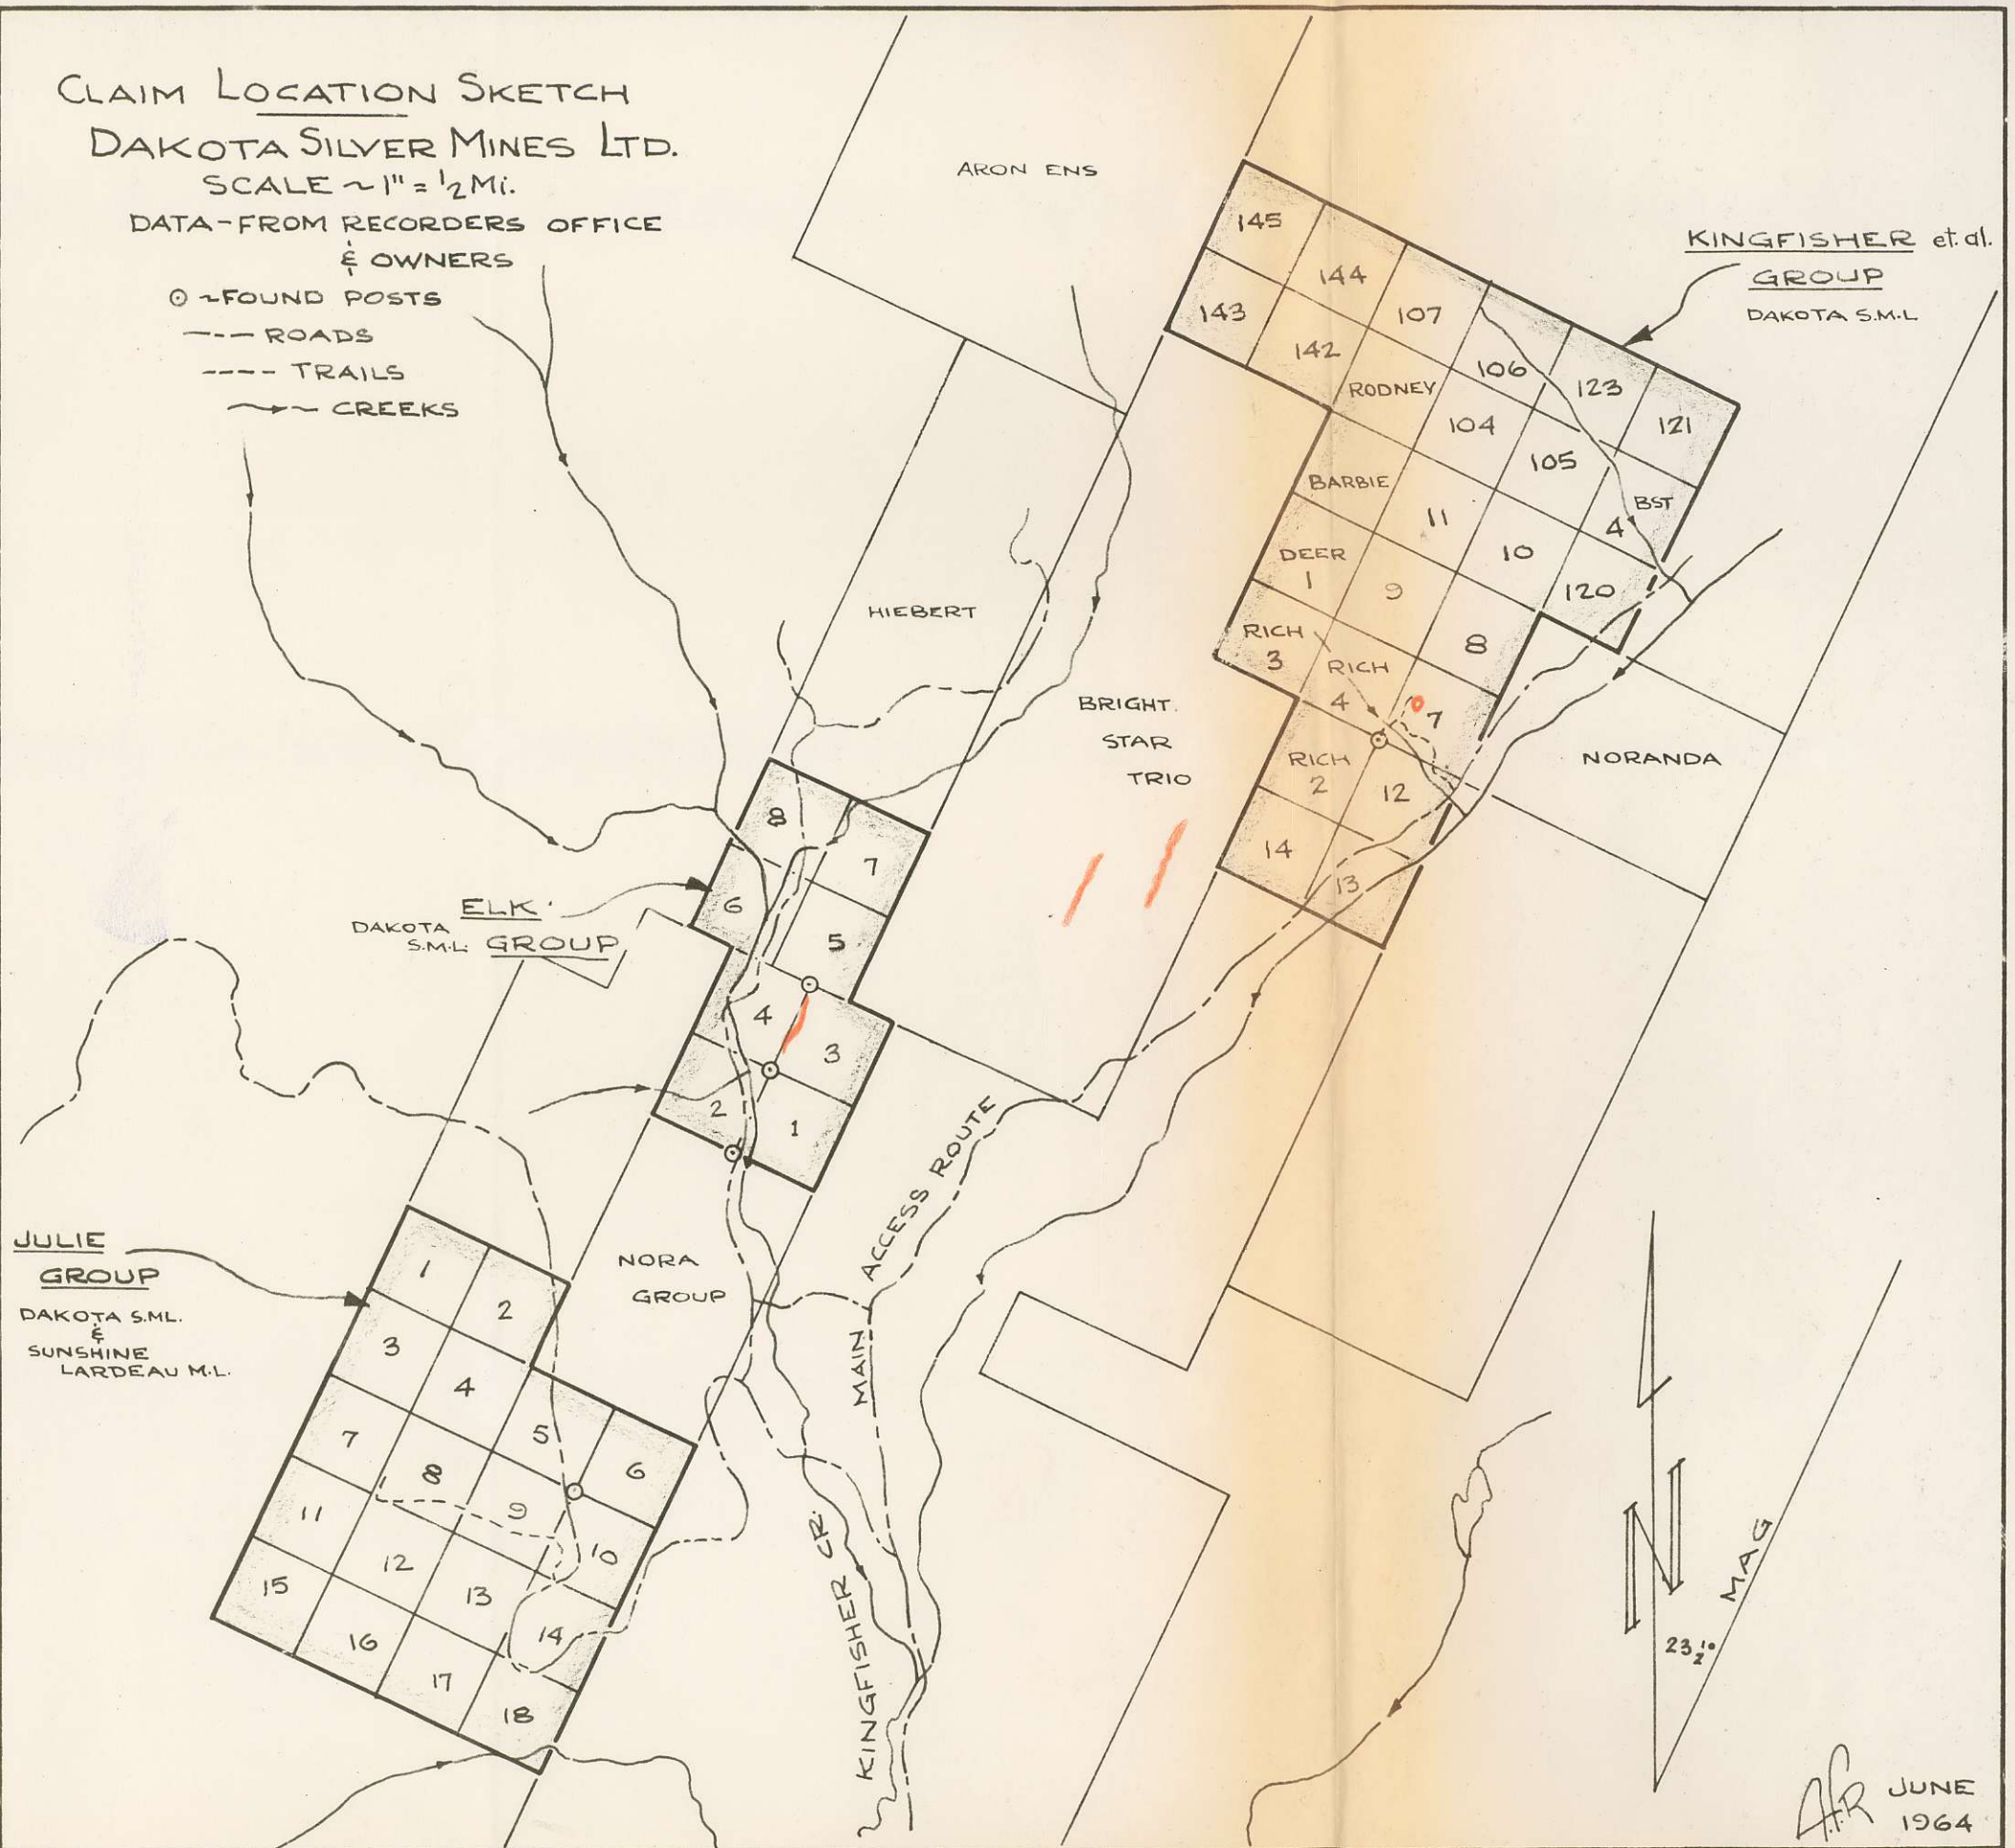 CLAIM LOCATION SKETCH
DAKOTA SILVER MINES LTD.
SCALE ~ 1" = 1/2 Mi.
DATA-FROM RECORDERS OFFICE
& OWNERS
⊙ ~FOUND POSTS
—-— ROADS
---- TRAILS
—→— CREEKS
ARON ENS
KINGFISHER et. al.
GROUP
DAKOTA S.M.L
145
144
143
142
107
106
123
121
RODNEY
104
105
BST
4
BARBIE
11
10
120
DEER
1
9
8
RICH
3
RICH
4
7
RICH
2
12
14
13
HIEBERT
BRIGHT
STAR
TRIO
NORANDA
8
7
6
5
4
3
2
1
ELK
DAKOTA
S.M.L. GROUP
MAIN ACCESS ROUTE
NORA
GROUP
JULIE
GROUP
DAKOTA S.ML.
&
SUNSHINE
LARDEAU M.L.
1
2
3
4
5
6
7
8
9
10
11
12
13
14
15
16
17
18
KINGFISHER CR.
N
MAG
23 1/2°
A.F.R JUNE
1964